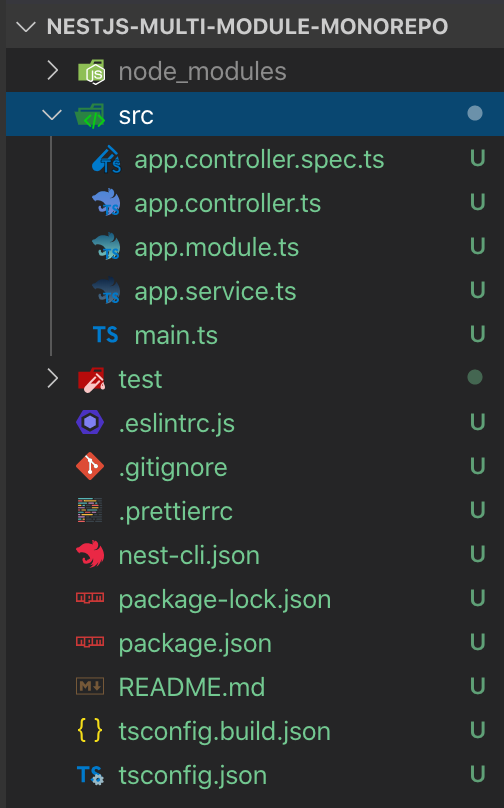 NESTJS-MULTI-MODULE-MONOREPO
node_modules
src
app.controller.spec.ts U
app.controller.ts U
app.module.ts U
app.service.ts U
TS main.ts U
test
.eslintrc.js U
.gitignore U
.prettierrc U
nest-cli.json U
package-lock.json U
package.json U
README.md U
{ } tsconfig.build.json U
TS tsconfig.json U